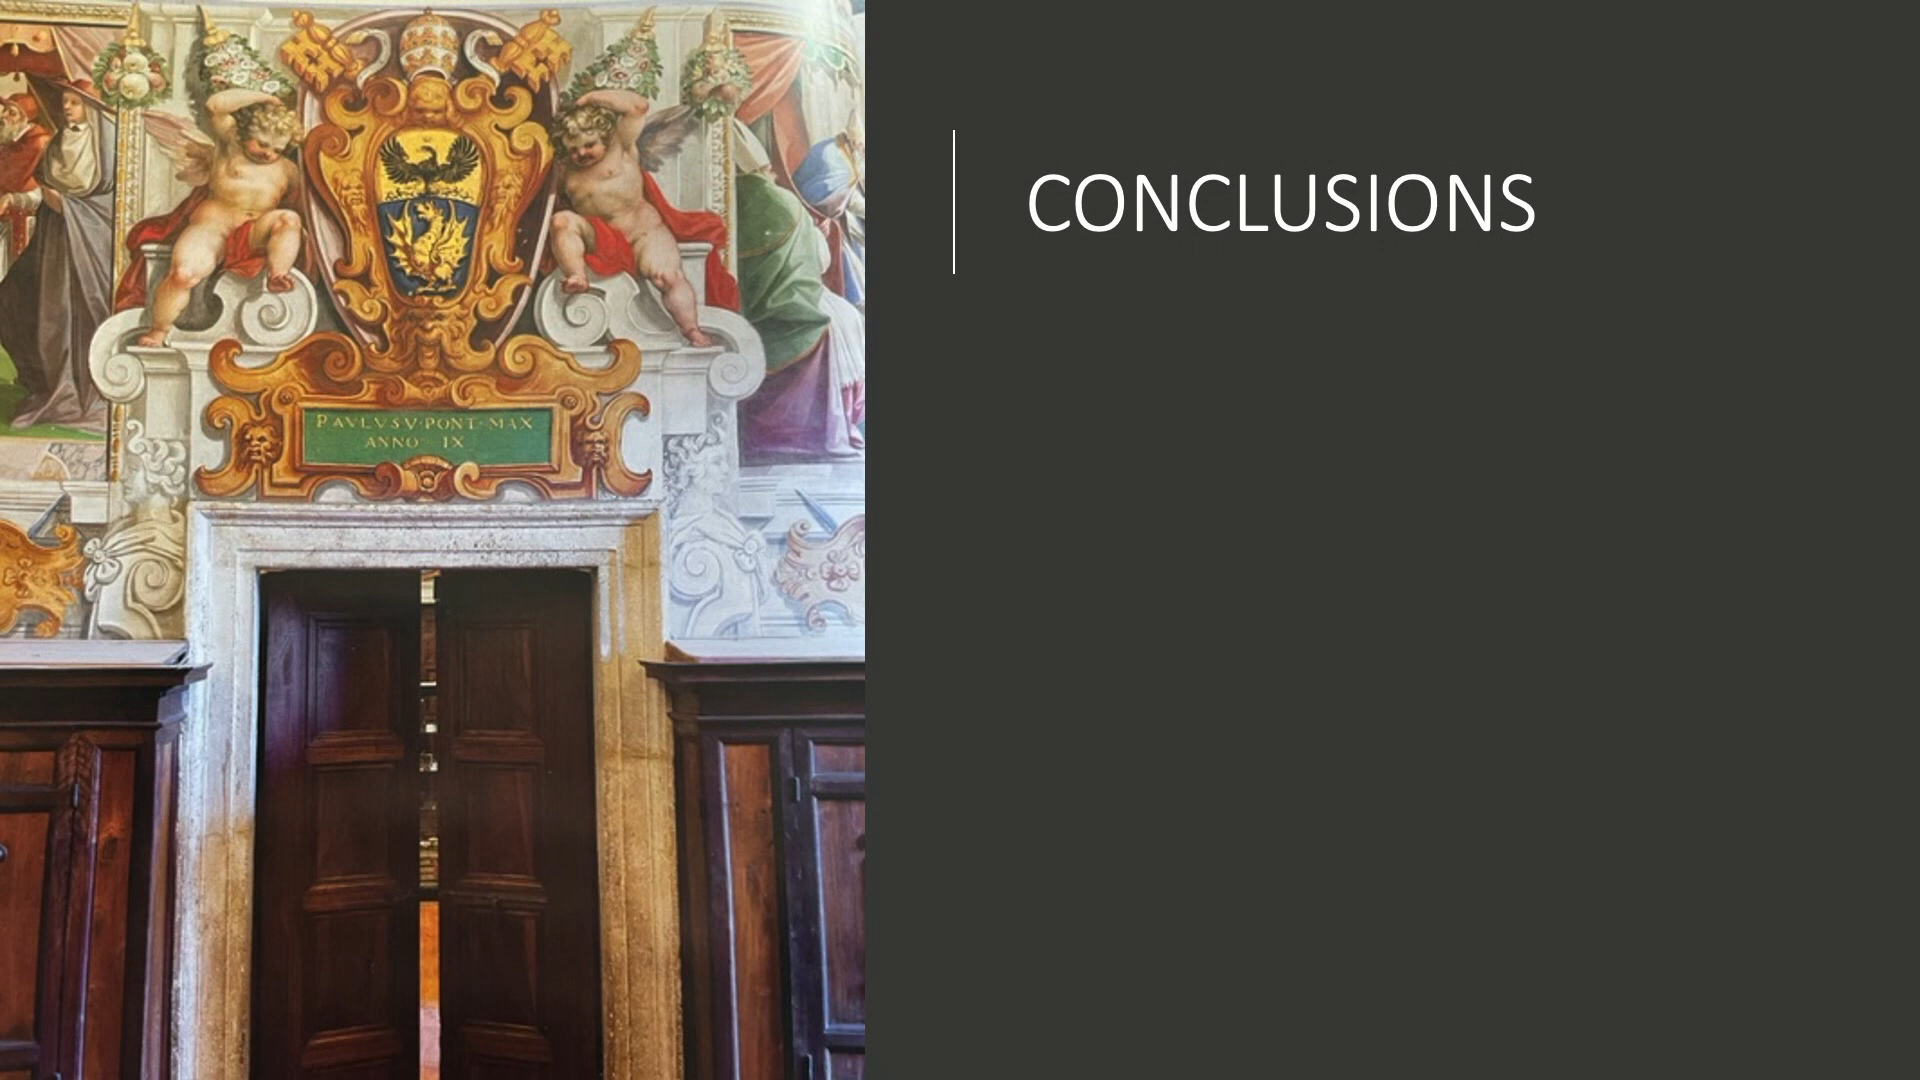 PAVLVS V · PONT · MAX
ANNO · IX
CONCLUSIONS